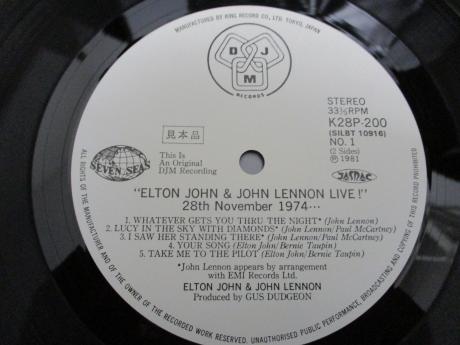 MANUFACTURED BY KING RECORD CO., LTD. TOKYO, JAPAN
DJM
RECORDS
STEREO
33⅓RPM
K28P-200
(SILBT 10916)
NO. 1
(2 Sides)
℗ 1981
見本品
SEVEN SEAS
This Is
An Original
DJM Recording
JASRAC
"ELTON JOHN & JOHN LENNON LIVE!"
28th November 1974…
1. WHATEVER GETS YOU THRU THE NIGHT* (John Lennon)
2. LUCY IN THE SKY WITH DIAMONDS* (John Lennon/Paul McCartney)
3. I SAW HER STANDING THERE* (John Lennon/Paul McCartney)
4. YOUR SONG (Elton John/Bernie Taupin)
5. TAKE ME TO THE PILOT (Elton John/Bernie Taupin)
*John Lennon appears by arrangement
with EMI Records Ltd.
ELTON JOHN & JOHN LENNON
Produced by GUS DUDGEON
ALL RIGHTS OF THE MANUFACTURER AND OF THE OWNER OF THE RECORDED WORK RESERVED. UNAUTHORISED PUBLIC PERFORMANCE, BROADCASTING AND COPYING OF THIS RECORD PROHIBITED.